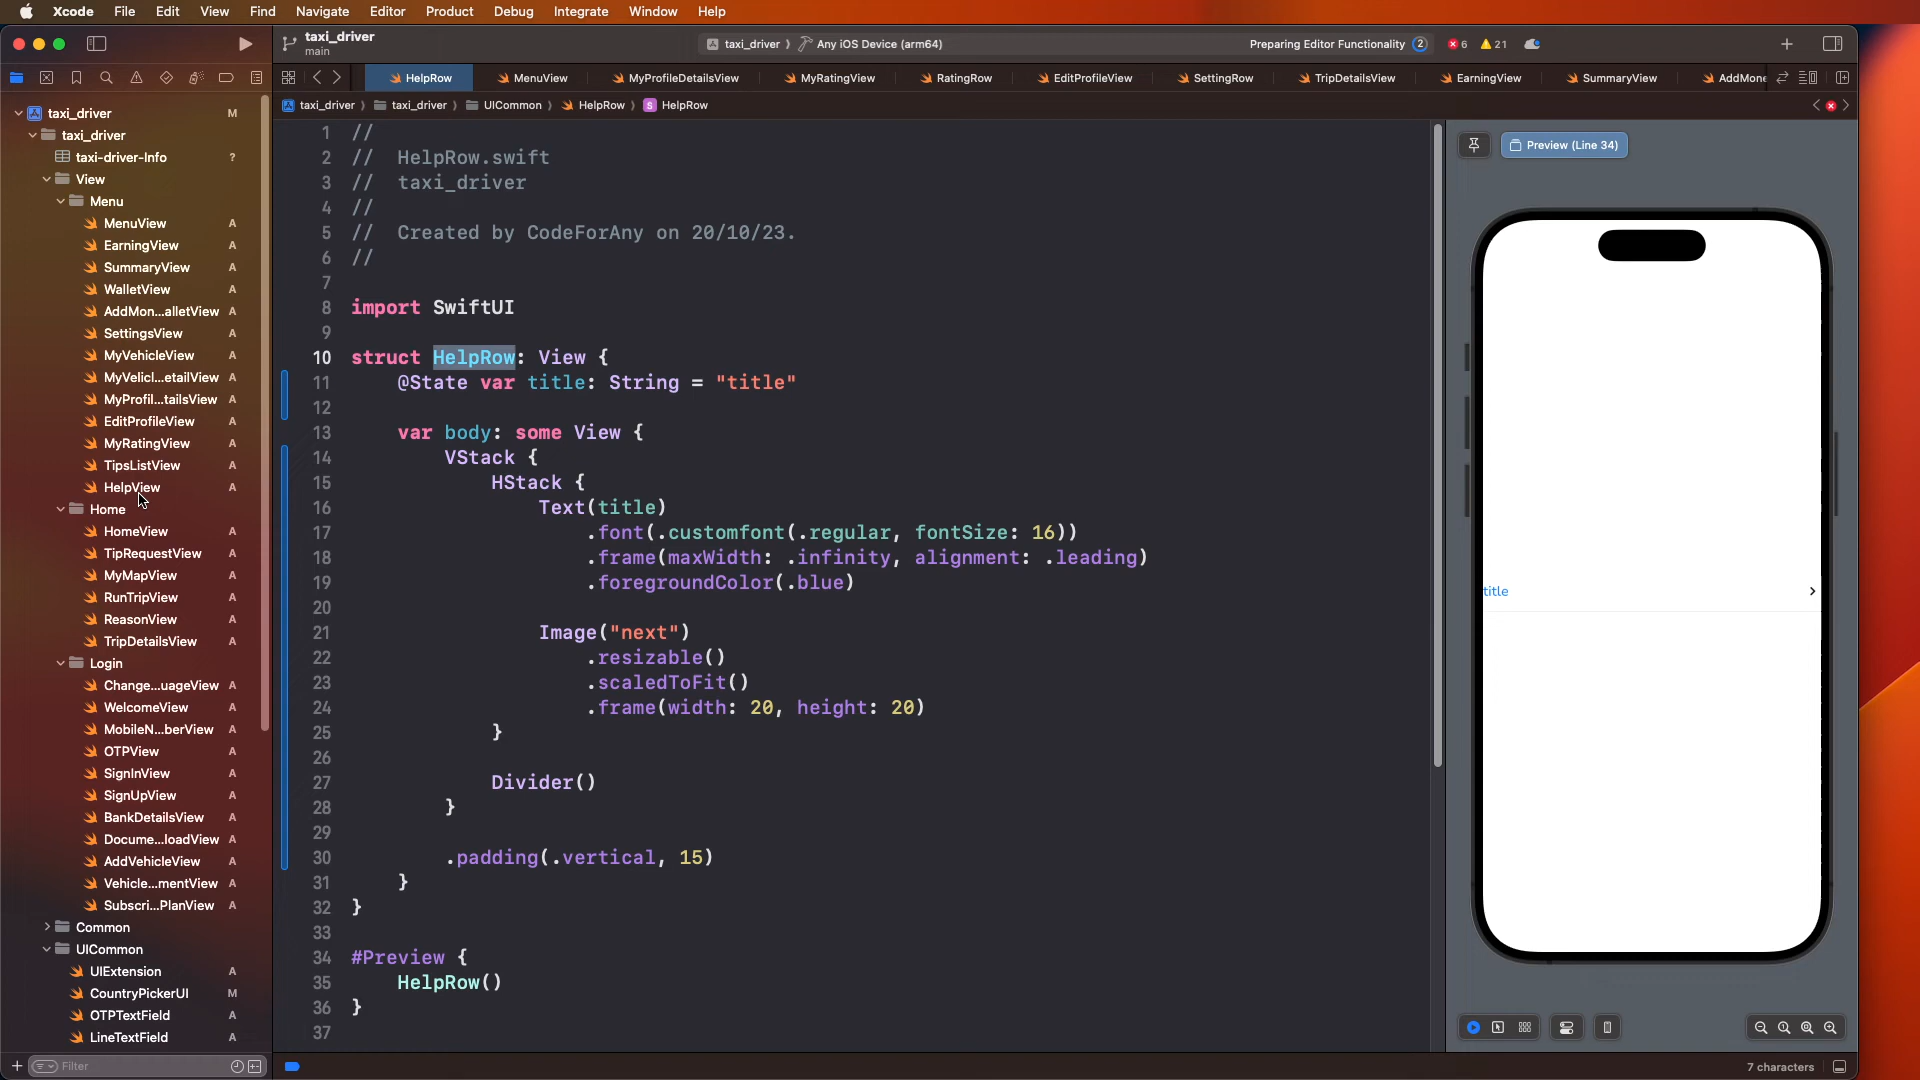 Xcode File Edit View Find Navigate Editor Product Debug Integrate Window Help
taxi_driver
main
taxi_driver Any iOS Device (arm64)
Preparing Editor Functionality 2 6 21
HelpRow MenuView MyProfileDetailsView MyRatingView RatingRow EditProfileView SettingRow TripDetailsView EarningView SummaryView AddMone
taxi_driver taxi_driver UICommon HelpRow S HelpRow
taxi_driver M
taxi_driver
taxi-driver-Info ?
View
Menu
MenuView A
EarningView A
SummaryView A
WalletView A
AddMon...alletView A
SettingsView A
MyVehicleView A
MyVelicl...etailView A
MyProfil...tailsView A
EditProfileView A
MyRatingView A
TipsListView A
HelpView A
Home
HomeView A
TipRequestView A
MyMapView A
RunTripView A
ReasonView A
TripDetailsView A
Login
Change...uageView A
WelcomeView A
MobileN...berView A
OTPView A
SignInView A
SignUpView A
BankDetailsView A
Docume...loadView A
AddVehicleView A
Vehicle...mentView A
Subscri...PlanView A
Common
UICommon
UIExtension A
CountryPickerUI M
OTPTextField A
LineTextField A
Filter
1 //
2 // HelpRow.swift
3 // taxi_driver
4 //
5 // Created by CodeForAny on 20/10/23.
6 //
7
8 import SwiftUI
9
10 struct HelpRow: View {
11 @State var title: String = "title"
12
13 var body: some View {
14 VStack {
15 HStack {
16 Text(title)
17 .font(.customfont(.regular, fontSize: 16))
18 .frame(maxWidth: .infinity, alignment: .leading)
19 .foregroundColor(.blue)
20
21 Image("next")
22 .resizable()
23 .scaledToFit()
24 .frame(width: 20, height: 20)
25 }
26
27 Divider()
28 }
29
30 .padding(.vertical, 15)
31 }
32 }
33
34 #Preview {
35 HelpRow()
36 }
37
Preview (Line 34)
title
7 characters